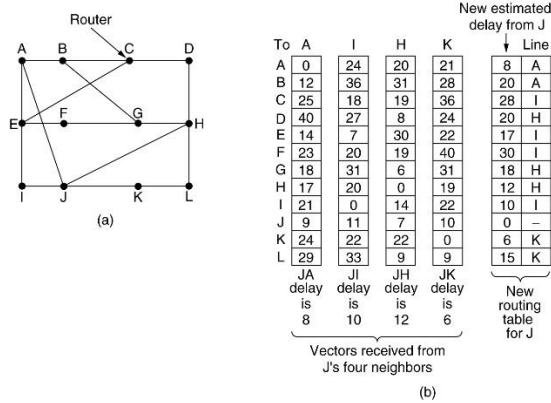 Router
A B C D
E F G H
I J K L
(a)
New estimated
delay from J
To A I H K Line
A 0 24 20 21 8 A
B 12 36 31 28 20 A
C 25 18 19 36 28 I
D 40 27 8 24 20 H
E 14 7 30 22 17 I
F 23 20 19 40 30 I
G 18 31 6 31 18 H
H 17 20 0 19 12 H
I 21 0 14 22 10 I
J 9 11 7 10 0 –
K 24 22 22 0 6 K
L 29 33 9 9 15 K
JA JI JH JK
delay delay delay delay
is is is is
8 10 12 6
New
routing
table
for J
Vectors received from
J's four neighbors
(b)